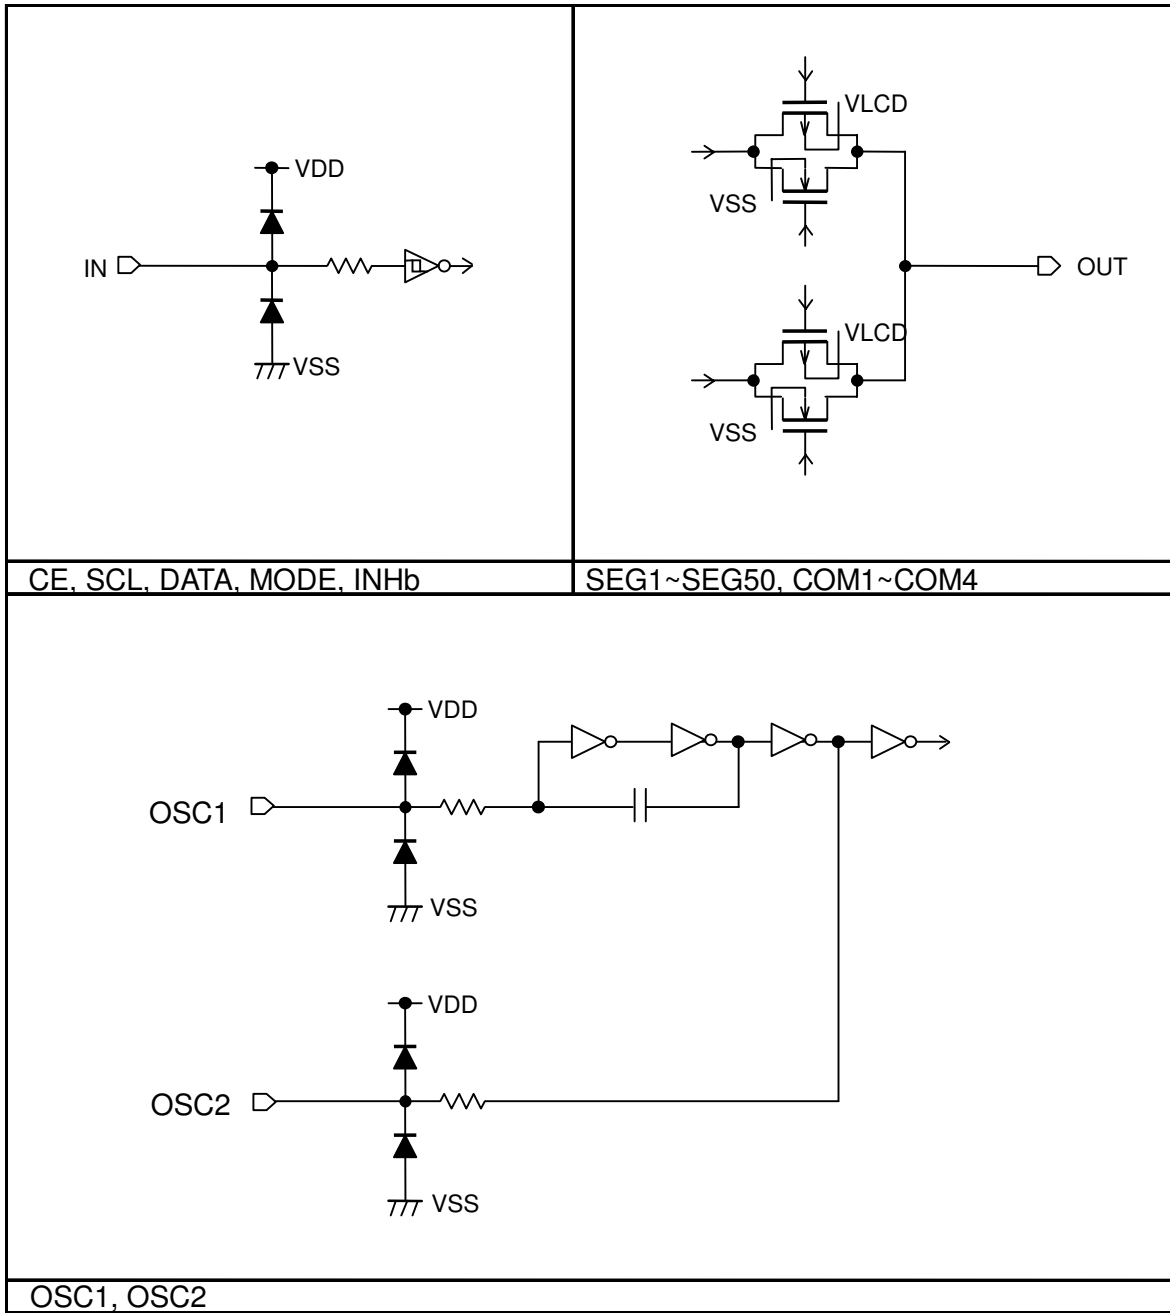 VDD
IN
VSS
CE, SCL, DATA, MODE, INHb
VLCD
VSS
OUT
VLCD
VSS
SEG1~SEG50, COM1~COM4
VDD
OSC1
VSS
VDD
OSC2
VSS
OSC1, OSC2